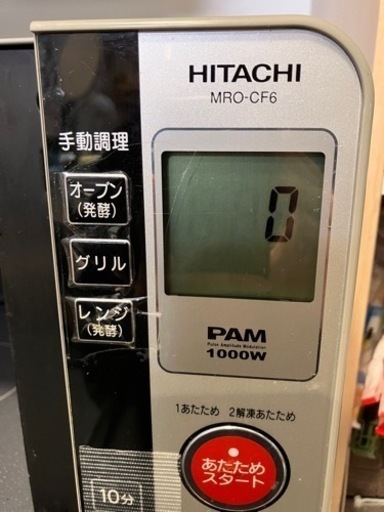 HITACHI
MRO-CF6
手動調理
オーブン
(発酵)
グリル
レンジ
(発酵)
0
PAM
Pulse Amplitude Modulation
1000W
1あたため 2解凍あたため
あたため
スタート
10分